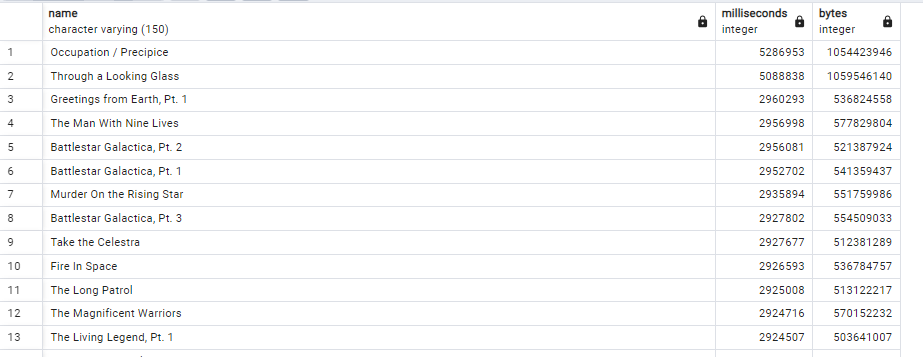 name milliseconds bytes
character varying (150) integer integer
1 Occupation / Precipice 5286953 1054423946
2 Through a Looking Glass 5088838 1059546140
3 Greetings from Earth, Pt. 1 2960293 536824558
4 The Man With Nine Lives 2956998 577829804
5 Battlestar Galactica, Pt. 2 2956081 521387924
6 Battlestar Galactica, Pt. 1 2952702 541359437
7 Murder On the Rising Star 2935894 551759986
8 Battlestar Galactica, Pt. 3 2927802 554509033
9 Take the Celestra 2927677 512381289
10 Fire In Space 2926593 536784757
11 The Long Patrol 2925008 513122217
12 The Magnificent Warriors 2924716 570152232
13 The Living Legend, Pt. 1 2924507 503641007